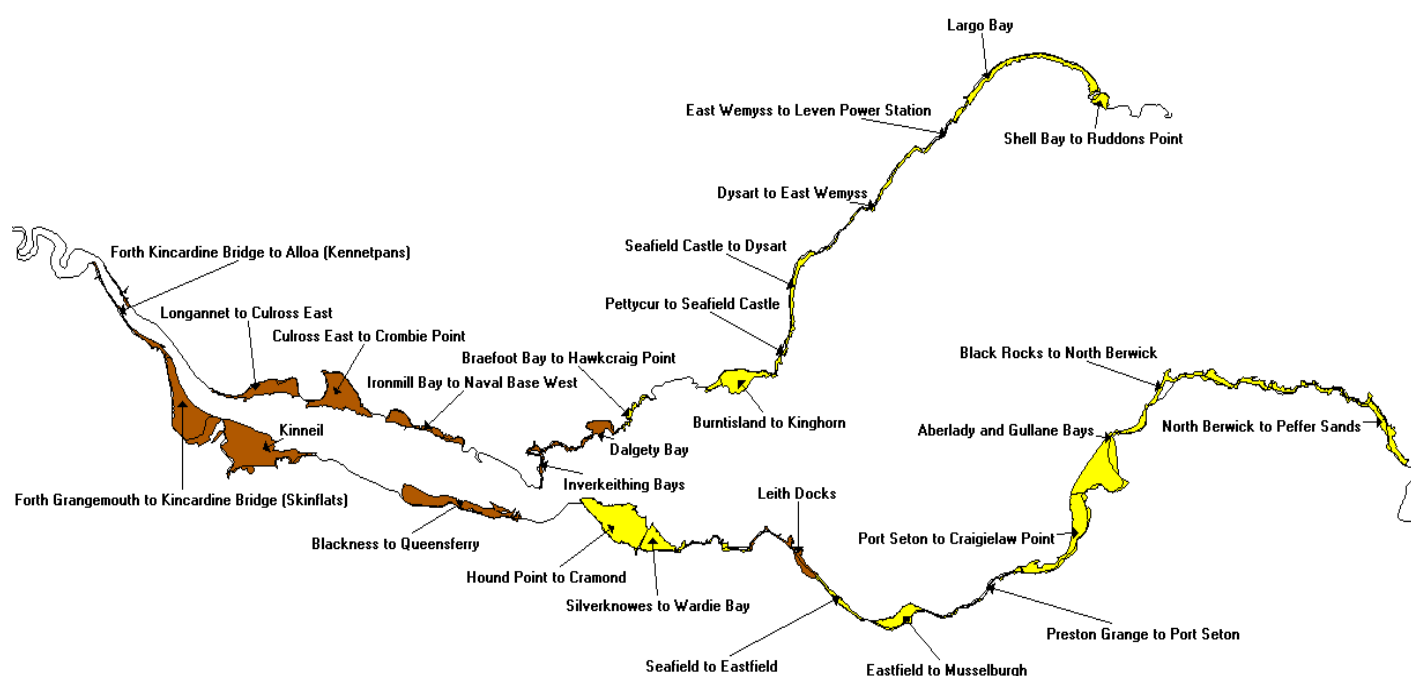 Largo Bay
East Wemyss to Leven Power Station
Shell Bay to Ruddons Point
Dysart to East Wemyss
Seafield Castle to Dysart
Forth Kincardine Bridge to Alloa (Kennetpans)
Pettycur to Seafield Castle
Longannet to Culross East
Culross East to Crombie Point
Braefoot Bay to Hawkcraig Point
Black Rocks to North Berwick
Ironmill Bay to Naval Base West
Burntisland to Kinghorn
Kinneil
Aberlady and Gullane Bays
North Berwick to Peffer Sands
Dalgety Bay
Inverkeithing Bays
Leith Docks
Forth Grangemouth to Kincardine Bridge (Skinflats)
Blackness to Queensferry
Port Seton to Craigielaw Point
Hound Point to Cramond
Silverknowes to Wardie Bay
Preston Grange to Port Seton
Seafield to Eastfield
Eastfield to Musselburgh